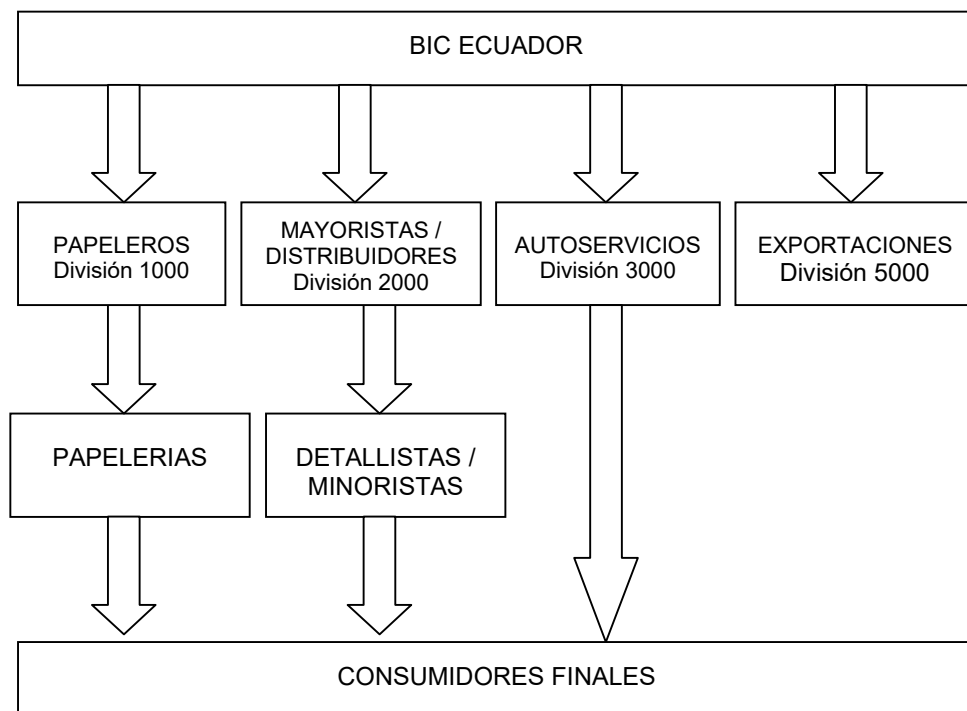 BIC ECUADOR
PAPELEROS
División 1000
MAYORISTAS /
DISTRIBUIDORES
División 2000
AUTOSERVICIOS
División 3000
EXPORTACIONES
División 5000
PAPELERIAS
DETALLISTAS /
MINORISTAS
CONSUMIDORES FINALES